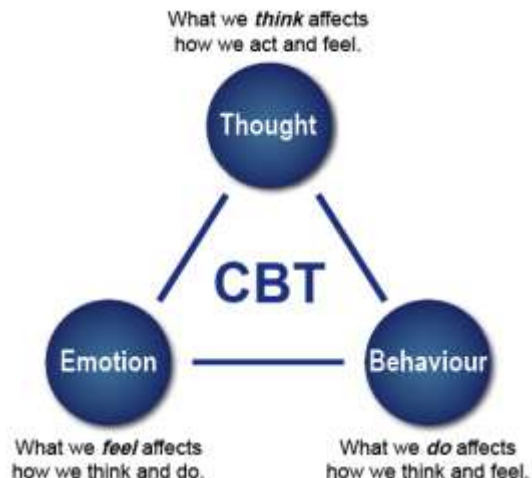 What we think affects
how we act and feel.
Thought
CBT
Emotion
Behaviour
What we feel affects
how we think and do.
What we do affects
how we think and feel.